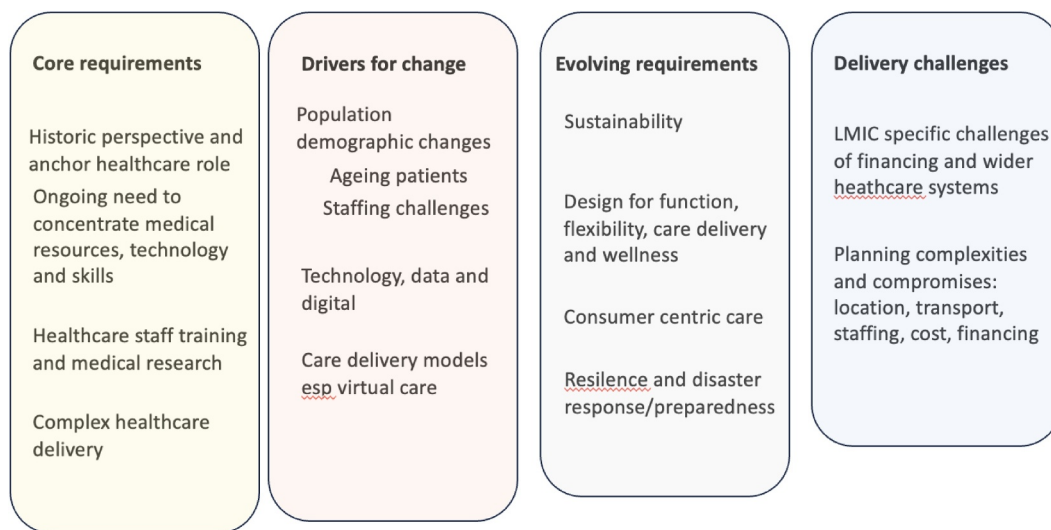 Core requirements
Historic perspective and
anchor healthcare role
Ongoing need to
concentrate medical
resources, technology
and skills
Healthcare staff training
and medical research
Complex healthcare
delivery
Drivers for change
Population
demographic changes
Ageing patients
Staffing challenges
Technology, data and
digital
Care delivery models
esp virtual care
Evolving requirements
Sustainability
Design for function,
flexibility, care delivery
and wellness
Consumer centric care
Resilence and disaster
response/preparedness
Delivery challenges
LMIC specific challenges
of financing and wider
heathcare systems
Planning complexities
and compromises:
location, transport,
staffing, cost, financing